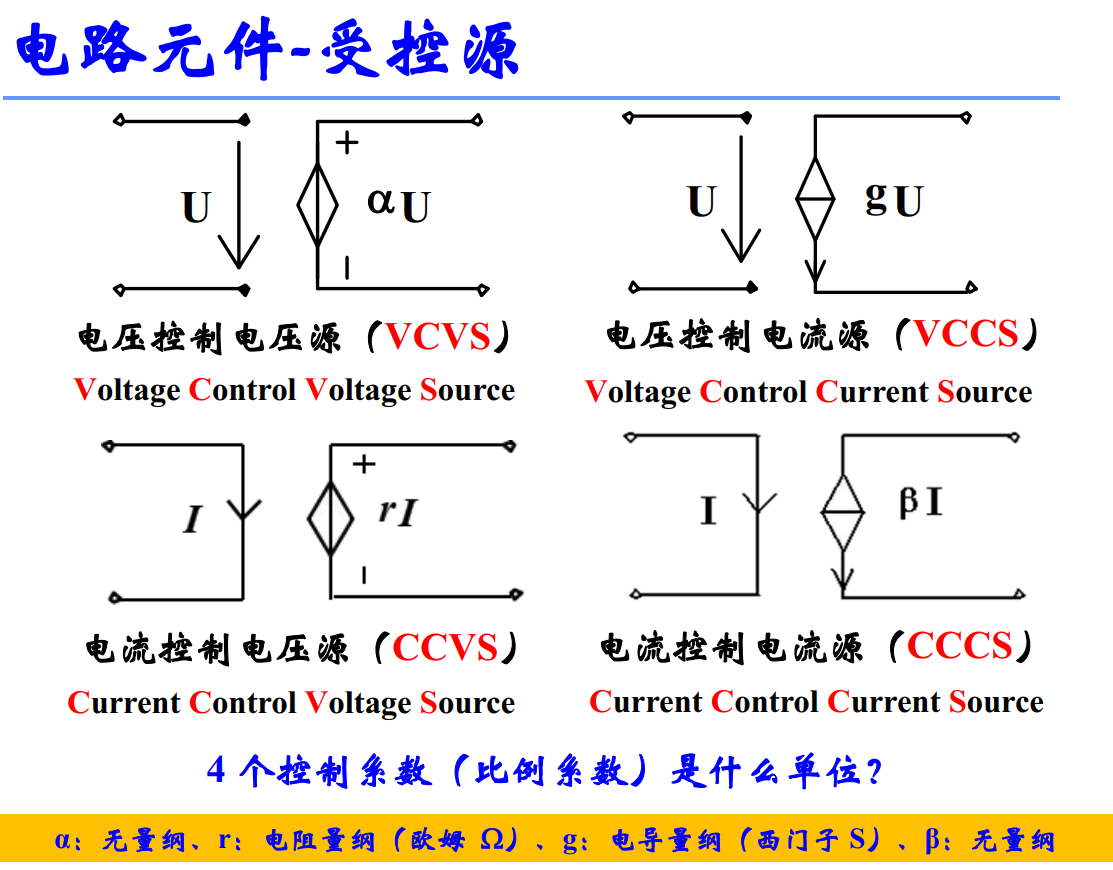 电路元件-受控源
+
U
αU
−
U
gU
电压控制电压源（VCVS）
电压控制电流源（VCCS）
Voltage Control Voltage Source
Voltage Control Current Source
+
I
rI
−
I
βI
电流控制电压源（CCVS）
电流控制电流源（CCCS）
Current Control Voltage Source
Current Control Current Source
4 个控制系数（比例系数）是什么单位？
α：无量纲、r：电阻量纲（欧姆 Ω）、g：电导量纲（西门子 S）、β：无量纲